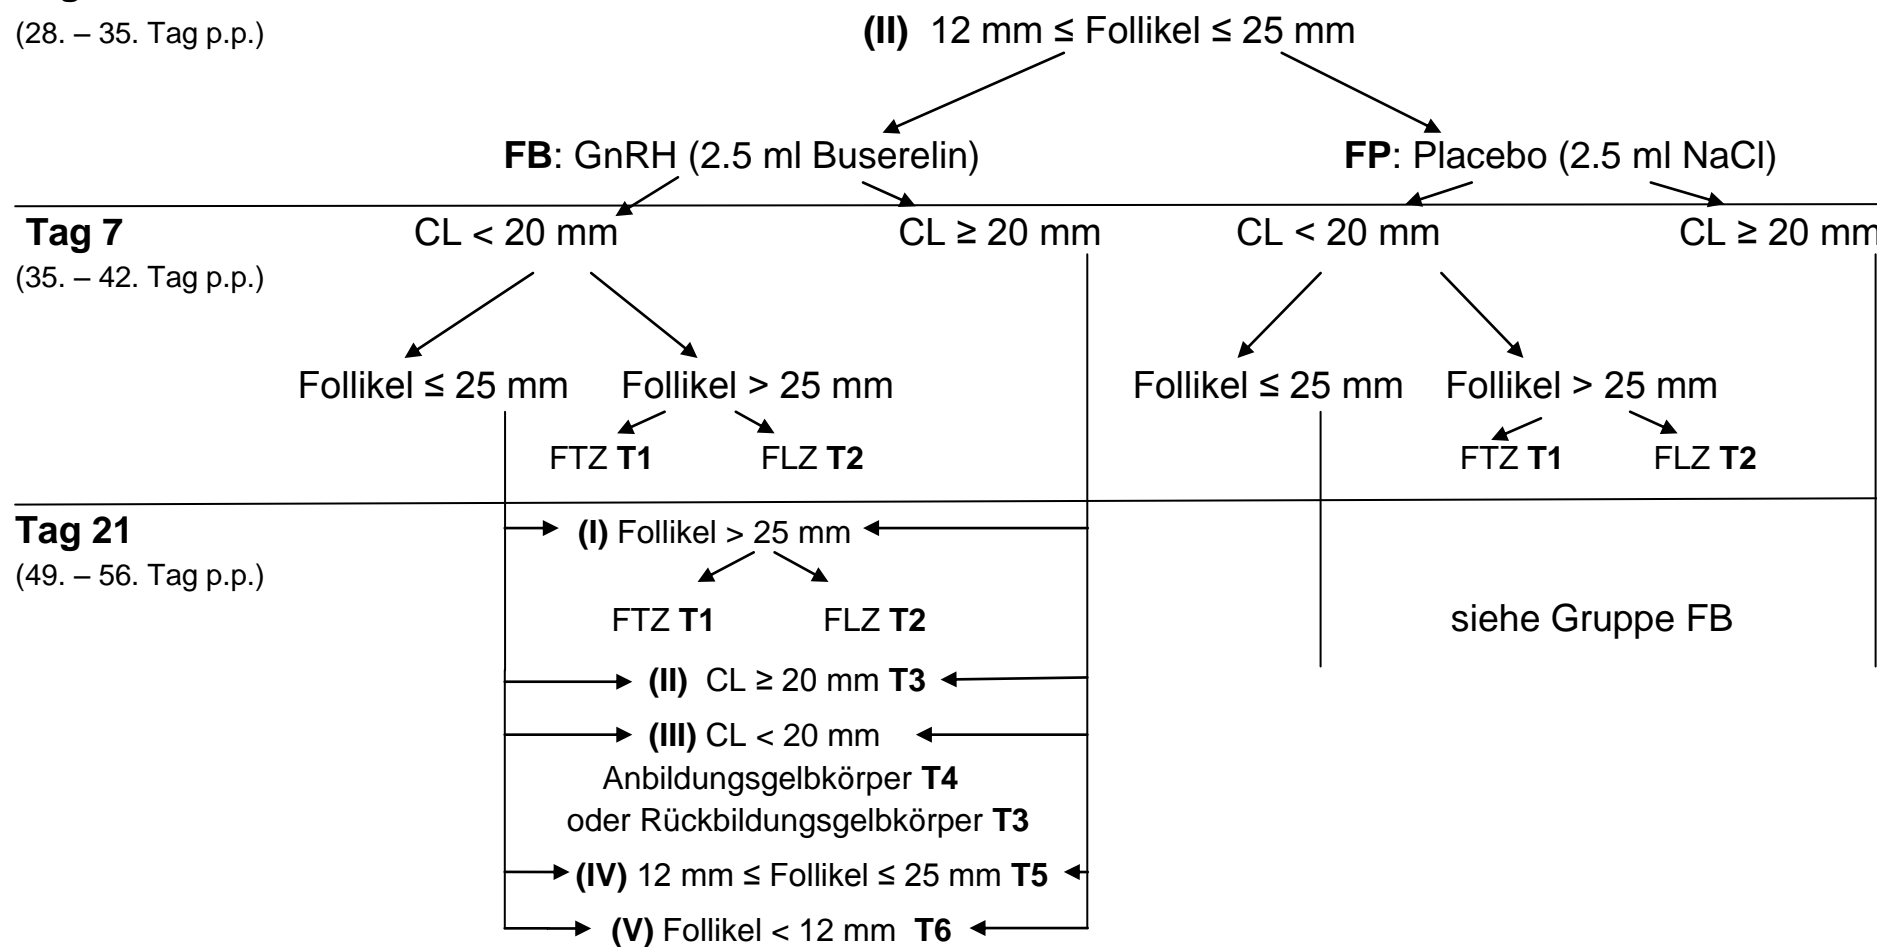 (28. – 35. Tag p.p.)
(II) 12 mm ≤ Follikel ≤ 25 mm
FB: GnRH (2.5 ml Buserelin)
FP: Placebo (2.5 ml NaCl)
Tag 7
CL < 20 mm
CL ≥ 20 mm
CL < 20 mm
CL ≥ 20 mm
(35. – 42. Tag p.p.)
Follikel ≤ 25 mm
Follikel > 25 mm
Follikel ≤ 25 mm
Follikel > 25 mm
FTZ T1
FLZ T2
FTZ T1
FLZ T2
Tag 21
(I) Follikel > 25 mm
(49. – 56. Tag p.p.)
FTZ T1
FLZ T2
siehe Gruppe FB
(II) CL ≥ 20 mm T3
(III) CL < 20 mm
Anbildungsgelbkörper T4
oder Rückbildungsgelbkörper T3
(IV) 12 mm ≤ Follikel ≤ 25 mm T5
(V) Follikel < 12 mm T6